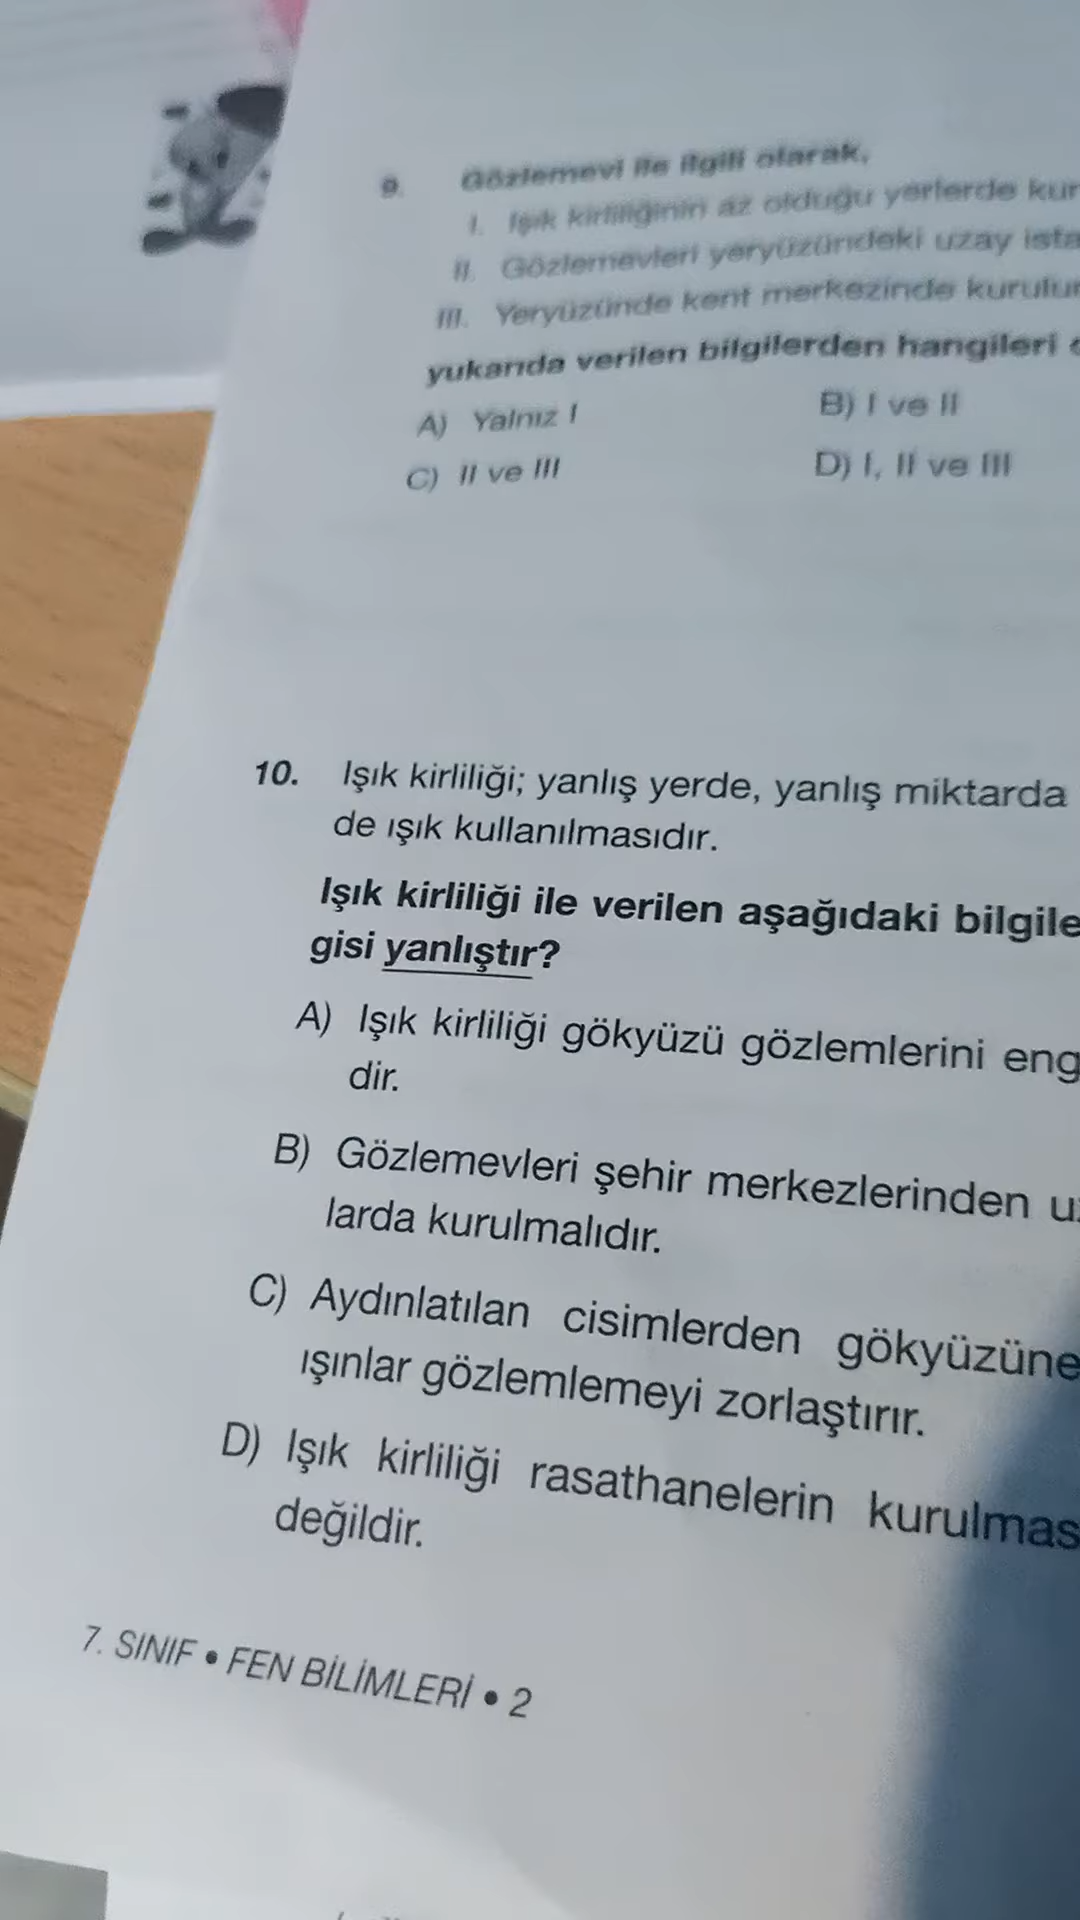 9. Gözlemevi ile ilgili olarak,
I. Işık kirliliğinin az olduğu yerlerde kur
II. Gözlemevleri yeryüzündeki uzay ista
III. Yeryüzünde kent merkezinde kurulur
yukarıda verilen bilgilerden hangileri
A) Yalnız I B) I ve II
C) II ve III D) I, II ve III
10. Işık kirliliği; yanlış yerde, yanlış miktarda
de ışık kullanılmasıdır.
Işık kirliliği ile verilen aşağıdaki bilgile
gisi yanlıştır?
A) Işık kirliliği gökyüzü gözlemlerini eng
dir.
B) Gözlemevleri şehir merkezlerinden u
larda kurulmalıdır.
C) Aydınlatılan cisimlerden gökyüzüne
ışınlar gözlemlemeyi zorlaştırır.
D) Işık kirliliği rasathanelerin kurulmas
değildir.
7. SINIF • FEN BİLİMLERİ • 2